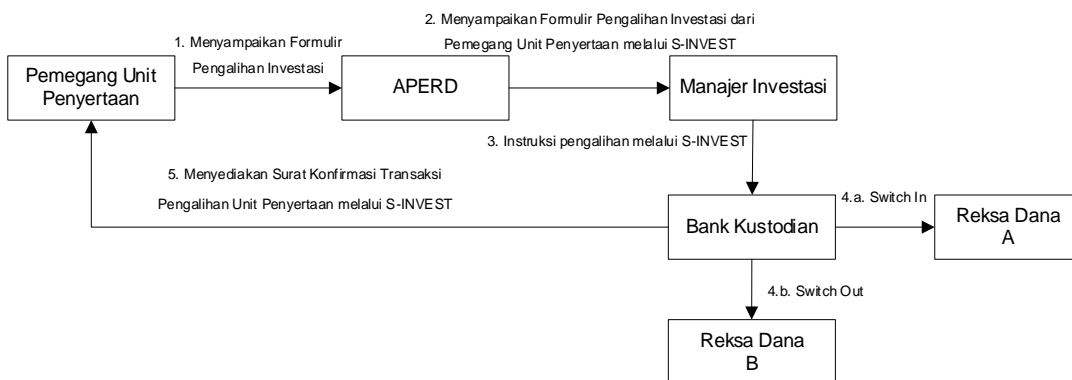 2. Menyampaikan Formulir Pengalihan Investasi dari
Pemegang Unit Penyertaan melalui S-INVEST
1. Menyampaikan Formulir
Pengalihan Investasi
Pemegang Unit
Penyertaan
APERD
Manajer Investasi
3. Instruksi pengalihan melalui S-INVEST
5. Menyediakan Surat Konfirmasi Transaksi
Pengalihan Unit Penyertaan melalui S-INVEST
Bank Kustodian
4.a. Switch In
Reksa Dana
A
4.b. Switch Out
Reksa Dana
B